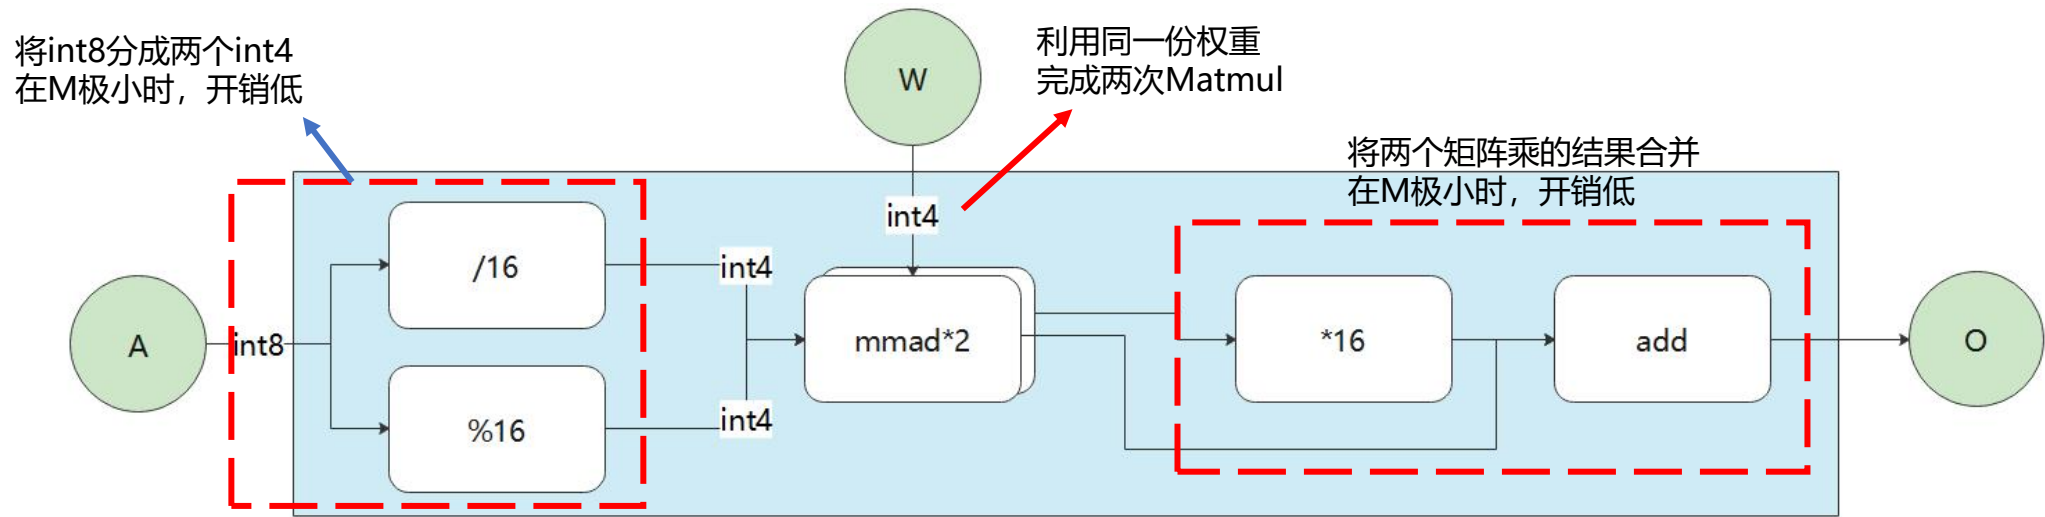 将int8分成两个int4
在M极小时，开销低
W
利用同一份权重
完成两次Matmul
将两个矩阵乘的结果合并
在M极小时，开销低
int4
/16
int4
A
int8
mmad*2
*16
add
O
%16
int4